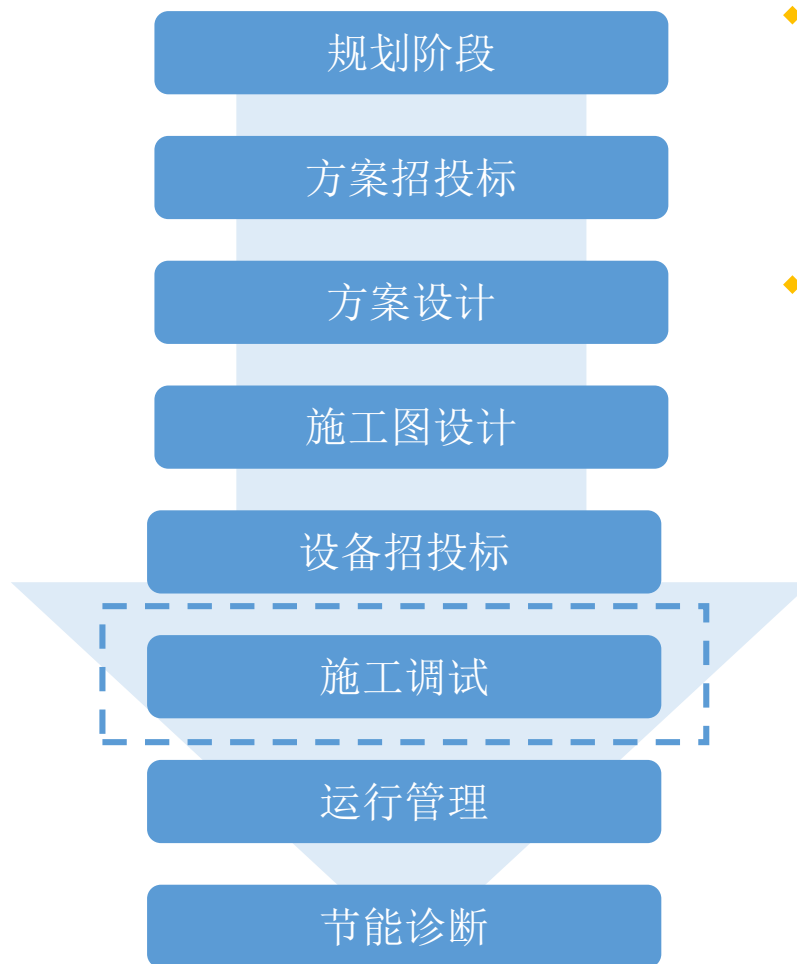 规划阶段
方案招投标
方案设计
施工图设计
设备招投标
施工调试
运行管理
节能诊断